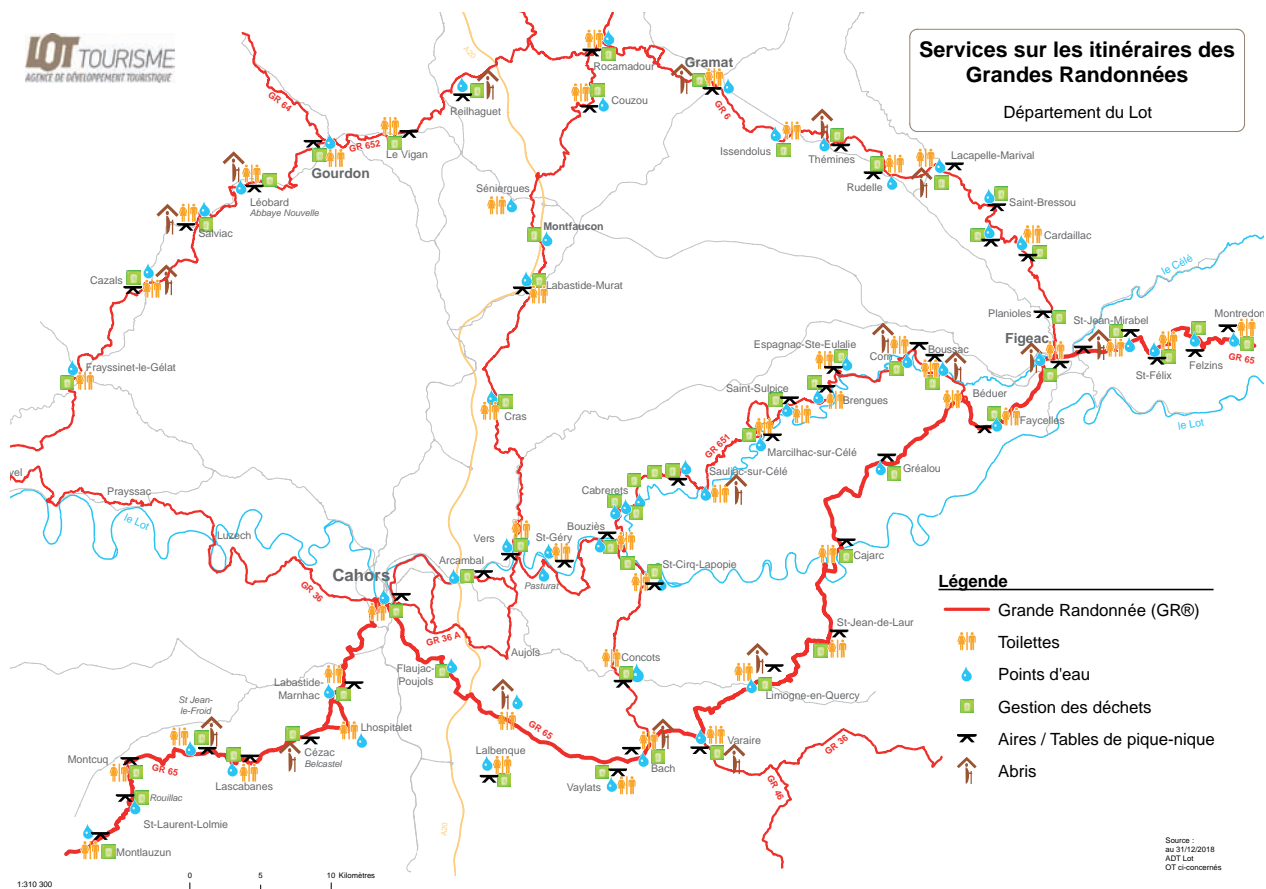 LOT TOURISME
AGENCE DE DÉVELOPPEMENT TOURISTIQUE
Services sur les itinéraires des
Grandes Randonnées
Département du Lot
A20
Rocamadour
Gramat
Reilhaguet
Couzou
GR 64
GR 6
GR 652
Le Vigan
Gourdon
Issendolus
Thémines
Lacapelle-Marival
Rudelle
Séniergues
Léobard
Abbaye Nouvelle
Saint-Bressou
Salviac
Montfaucon
Cardaillac
Cazals
Labastide-Murat
le Célé
Planioles
St-Jean-Mirabel
Montredon
Figeac
Espagnac-Ste-Eulalie
Boussac
GR 65
Felzins
St-Félix
Frayssinet-le-Gélat
Saint-Sulpice
Béduer
Brengues
Cras
Faycelles
le Lot
GR 651
Marcilhac-sur-Célé
Gréalou
Sauliac-sur-Célé
Prayssac
Cabrerets
le Lot
Bouziès
Luzech
Vers
St-Géry
Cajarc
Arcambal
St-Cirq-Lapopie
Cahors
Pasturat
GR 36
GR 36 A
Aujols
St-Jean-de-Laur
Concots
Flaujac-
Poujols
Labastide-
Marnhac
Limogne-en-Quercy
St Jean-
le-Froid
Lhospitalet
GR 65
Varaire
GR 36
Lalbenque
Cézac
Belcastel
Bach
Montcuq
GR 65
Lascabanes
Vaylats
GR 46
Rouillac
St-Laurent-Lolmie
A20
Montlauzun
Légende
Grande Randonnée (GR®)
Toilettes
Points d'eau
Gestion des déchets
Aires / Tables de pique-nique
Abris
Source :
au 31/12/2018
ADT Lot
OT ci-concernés
0 5 10 Kilomètres
1:310 300